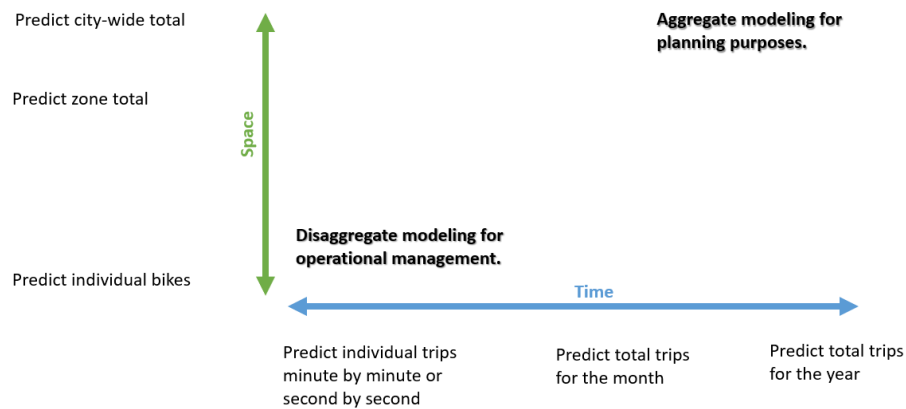 Predict city-wide total
Aggregate modeling for
planning purposes.
Predict zone total
Space
Disaggregate modeling for
operational management.
Predict individual bikes
Time
Predict individual trips
minute by minute or
second by second
Predict total trips
for the month
Predict total trips
for the year